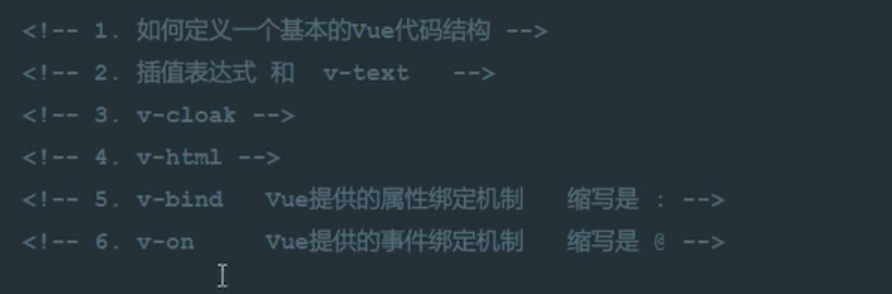 <!-- 1. 如何定义一个基本的Vue代码结构 -->
<!-- 2. 插值表达式 和  v-text   -->
<!-- 3. v-cloak -->
<!-- 4. v-html -->
<!-- 5. v-bind   Vue提供的属性绑定机制   缩写是 : -->
<!-- 6. v-on     Vue提供的事件绑定机制   缩写是 @ -->